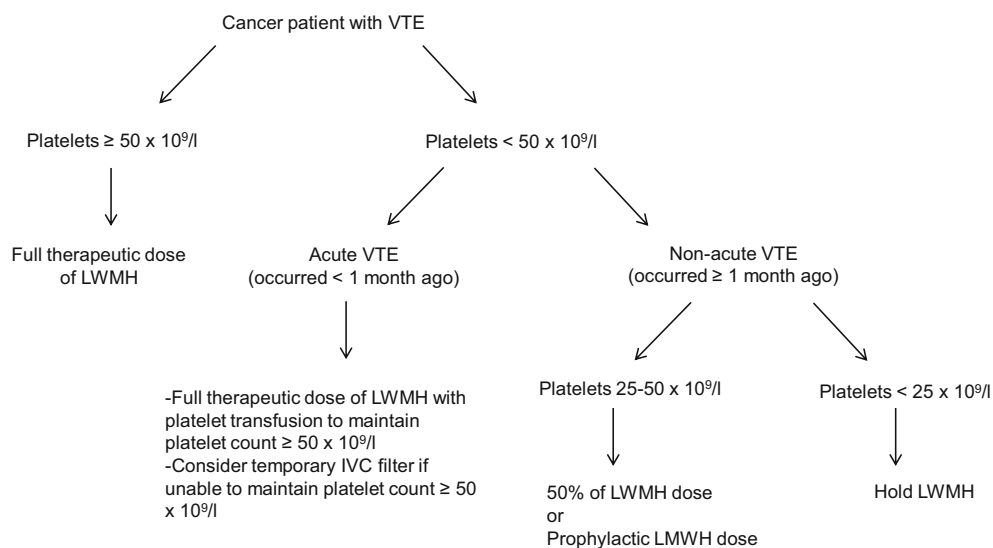 Cancer patient with VTE
Platelets ≥ 50 x 10⁹/l
Platelets < 50 x 10⁹/l
Full therapeutic dose
of LWMH
Acute VTE
(occurred < 1 month ago)
Non-acute VTE
(occurred ≥ 1 month ago)
-Full therapeutic dose of LWMH with
platelet transfusion to maintain
platelet count ≥ 50 x 10⁹/l
-Consider temporary IVC filter if
unable to maintain platelet count ≥ 50
x 10⁹/l
Platelets 25-50 x 10⁹/l
Platelets < 25 x 10⁹/l
50% of LWMH dose
or
Prophylactic LMWH dose
Hold LWMH